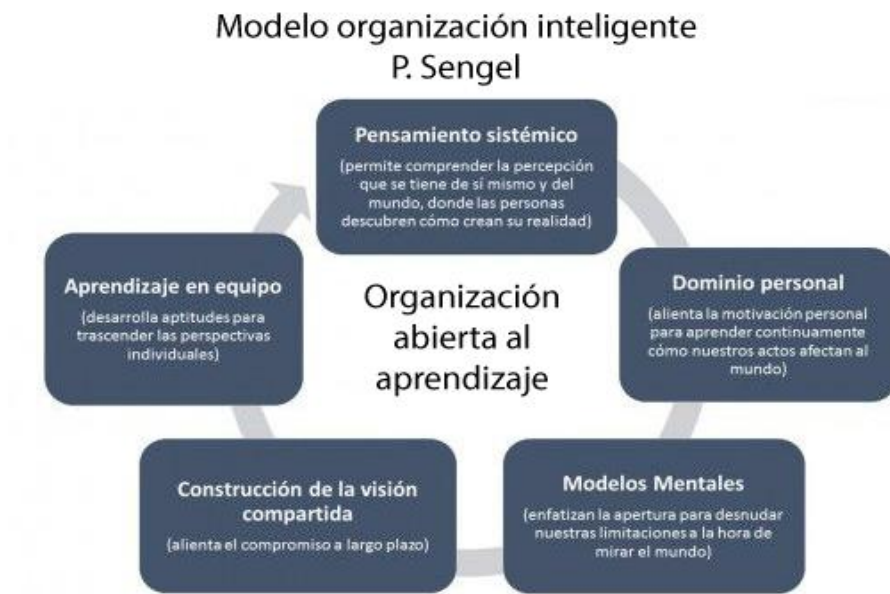 Modelo organización inteligente
P. Sengel
Pensamiento sistémico
(permite comprender la percepción
que se tiene de sí mismo y del
mundo, donde las personas
descubren cómo crean su realidad)
Dominio personal
(alienta la motivación personal
para aprender continuamente
cómo nuestros actos afectan al
mundo)
Modelos Mentales
(enfatizan la apertura para desnudar
nuestras limitaciones a la hora de
mirar el mundo)
Construcción de la visión
compartida
(alienta el compromiso a largo plazo)
Aprendizaje en equipo
(desarrolla aptitudes para
trascender las perspectivas
individuales)
Organización
abierta al
aprendizaje